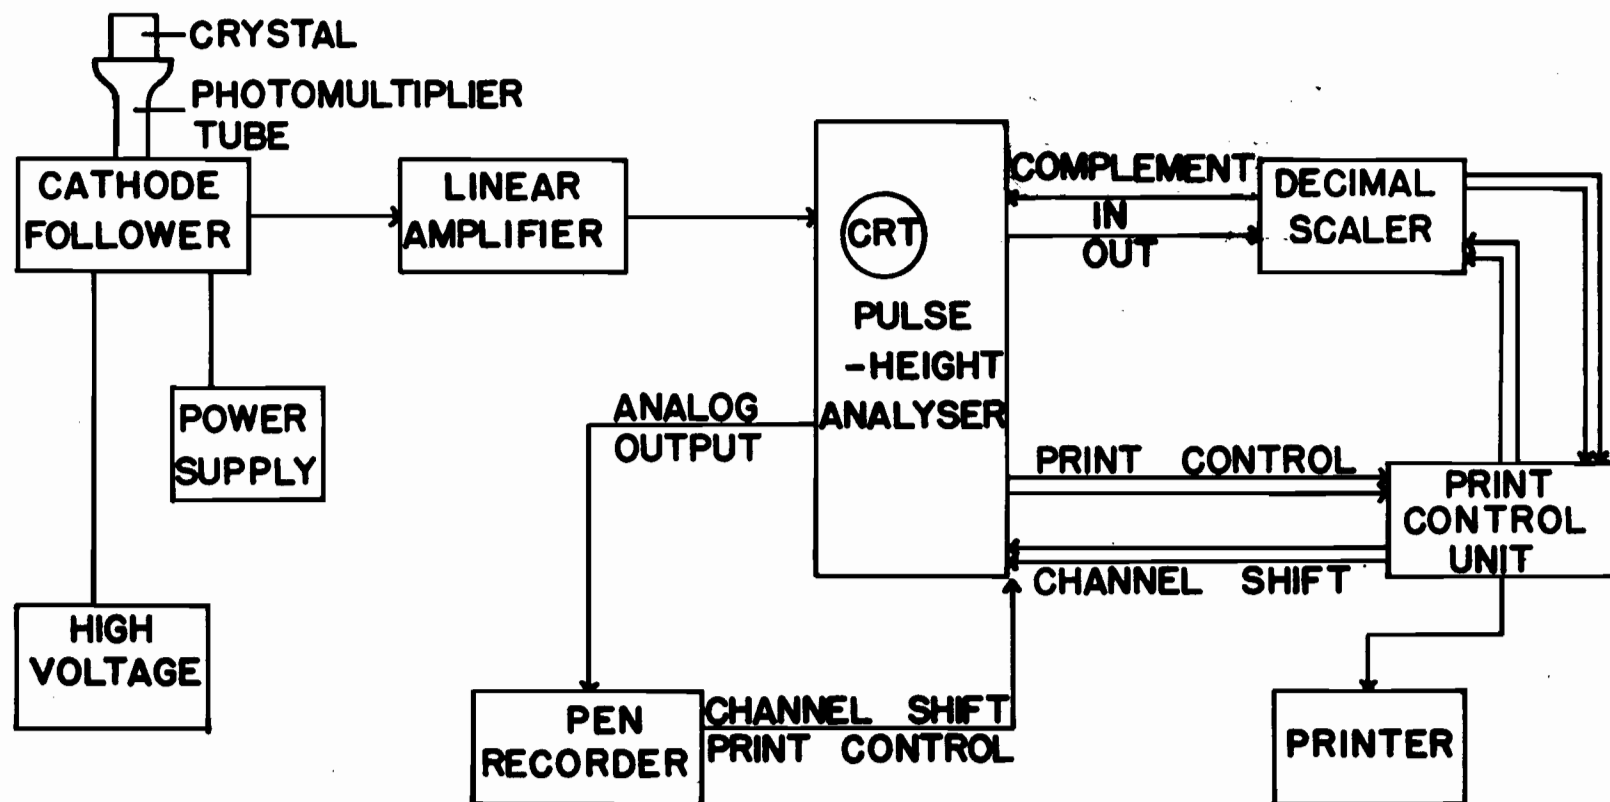 CRYSTAL
PHOTOMULTIPLIER
TUBE
CATHODE
FOLLOWER
LINEAR
AMPLIFIER
CRT
PULSE
-HEIGHT
ANALYSER
COMPLEMENT
IN
OUT
DECIMAL
SCALER
POWER
SUPPLY
ANALOG
OUTPUT
PRINT CONTROL
PRINT
CONTROL
UNIT
CHANNEL SHIFT
HIGH
VOLTAGE
PEN
RECORDER
CHANNEL SHIFT
PRINT CONTROL
PRINTER